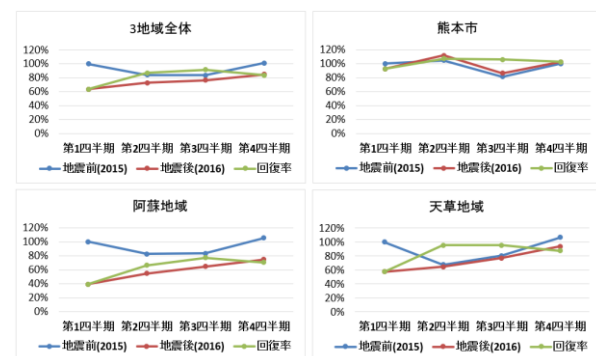 3地域全体
120%
100%
80%
60%
40%
20%
0%
第1四半期 第2四半期 第3四半期 第4四半期
地震前(2015) 地震後(2016) 回復率
熊本市
120%
100%
80%
60%
40%
20%
0%
第1四半期 第2四半期 第3四半期 第4四半期
地震前(2015) 地震後(2016) 回復率
阿蘇地域
120%
100%
80%
60%
40%
20%
0%
第1四半期 第2四半期 第3四半期 第4四半期
地震前(2015) 地震後(2016) 回復率
天草地域
120%
100%
80%
60%
40%
20%
0%
第1四半期 第2四半期 第3四半期 第4四半期
地震前(2015) 地震後(2016) 回復率